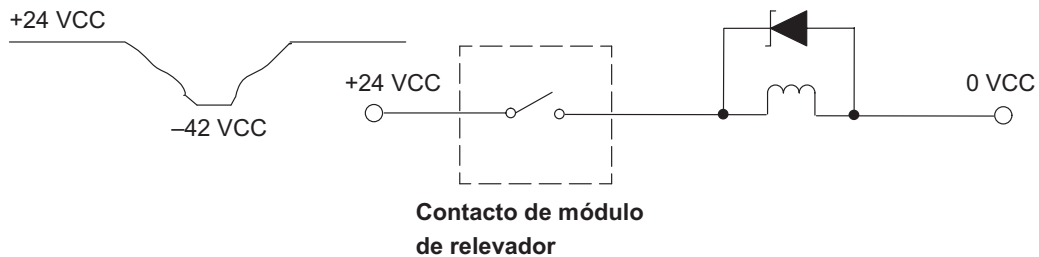 +24 VCC
–42 VCC
+24 VCC
0 VCC
Contacto de módulo
de relevador